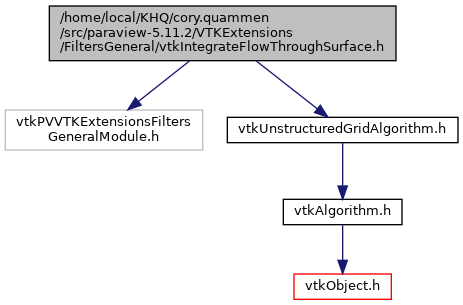 /home/local/KHQ/cory.quammen
/src/paraview-5.11.2/VTKExtensions
/FiltersGeneral/vtkIntegrateFlowThroughSurface.h
vtkPVVTKExtensionsFilters
GeneralModule.h
vtkUnstructuredGridAlgorithm.h
vtkAlgorithm.h
vtkObject.h